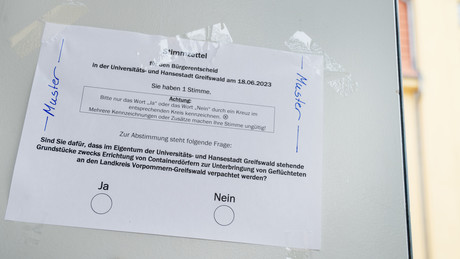 Stimmzettel
für den Bürgerentscheid
in der Universitäts- und Hansestadt Greifswald am 18.06.2023
Sie haben 1 Stimme.
Achtung:
Bitte nur das Wort „Ja" oder das Wort „Nein" durch ein Kreuz im
entsprechenden Kreis kennzeichnen. ⊗
Mehrere Kennzeichnungen oder Zusätze machen Ihre Stimme ungültig!
Zur Abstimmung steht folgende Frage:
Sind Sie dafür, dass im Eigentum der Universitäts- und Hansestadt Greifswald stehende
Grundstücke zwecks Errichtung von Containerdörfern zur Unterbringung von Geflüchteten
an den Landkreis Vorpommern-Greifswald verpachtet werden?
Ja
Nein
Muster
Muster